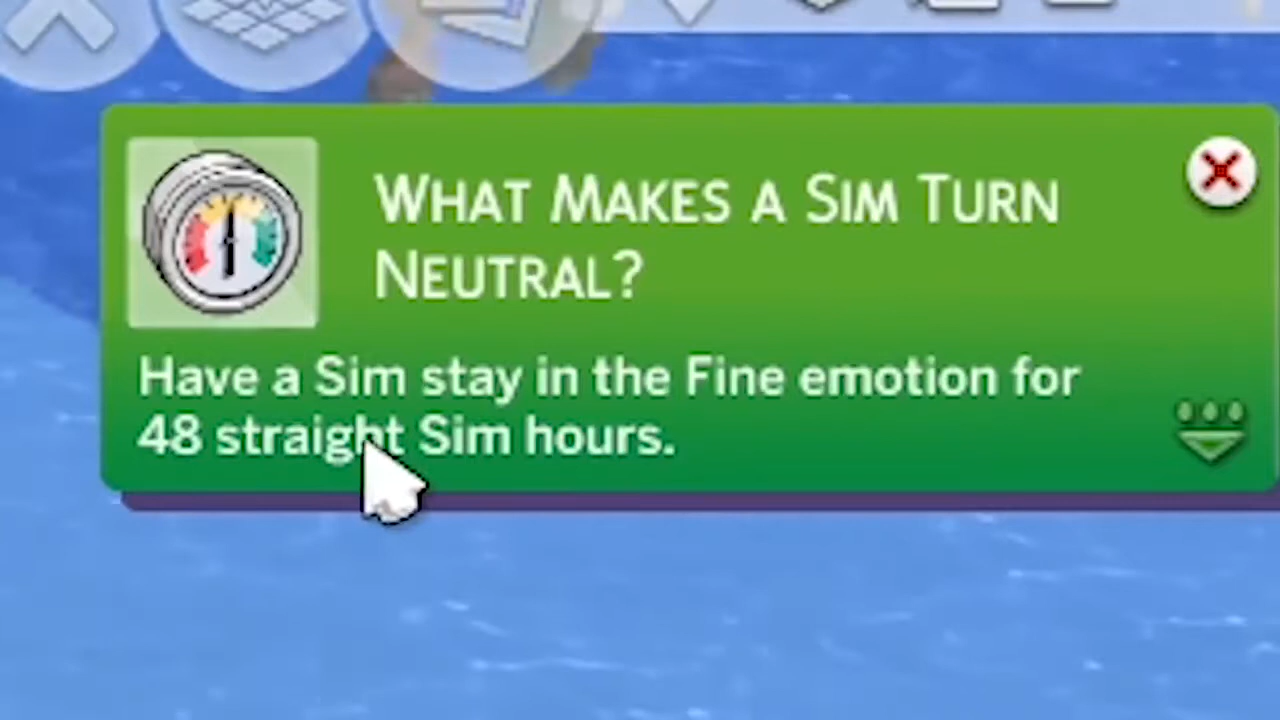 What Makes a Sim Turn
Neutral?
Have a Sim stay in the Fine emotion for
48 straight Sim hours.